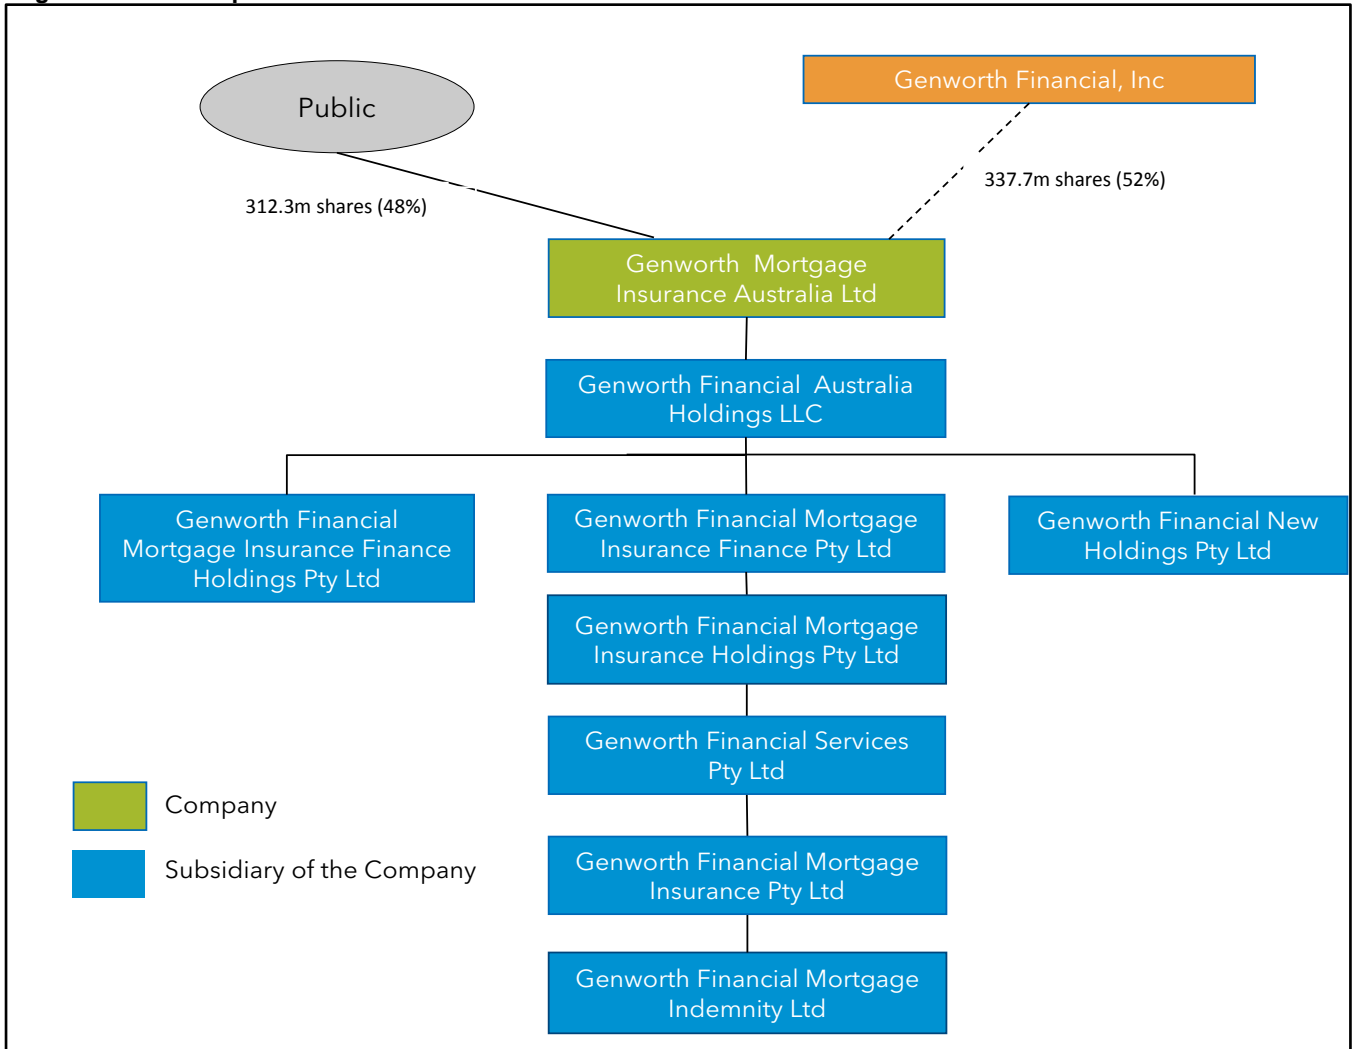 Genworth Financial, Inc
Public
337.7m shares (52%)
312.3m shares (48%)
Genworth Mortgage
Insurance Australia Ltd
Genworth Financial Australia
Holdings LLC
Genworth Financial
Mortgage Insurance Finance
Holdings Pty Ltd
Genworth Financial Mortgage
Insurance Finance Pty Ltd
Genworth Financial New
Holdings Pty Ltd
Genworth Financial Mortgage
Insurance Holdings Pty Ltd
Genworth Financial Services
Pty Ltd
Company
Subsidiary of the Company
Genworth Financial Mortgage
Insurance Pty Ltd
Genworth Financial Mortgage
Indemnity Ltd